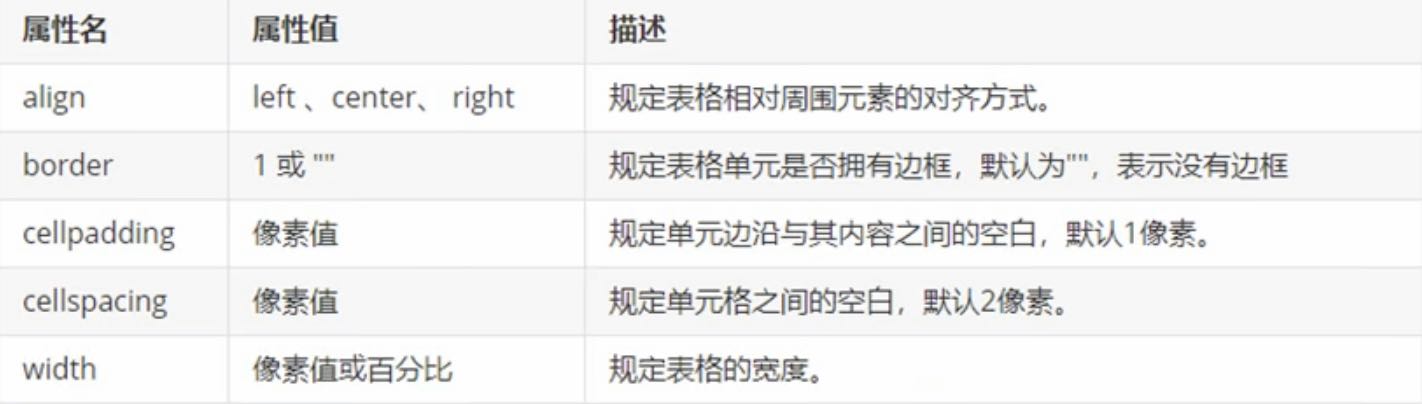 属性名 属性值 描述
align left 、center、 right 规定表格相对周围元素的对齐方式。
border 1 或 "" 规定表格单元是否拥有边框，默认为""，表示没有边框
cellpadding 像素值 规定单元边沿与其内容之间的空白，默认1像素。
cellspacing 像素值 规定单元格之间的空白，默认2像素。
width 像素值或百分比 规定表格的宽度。